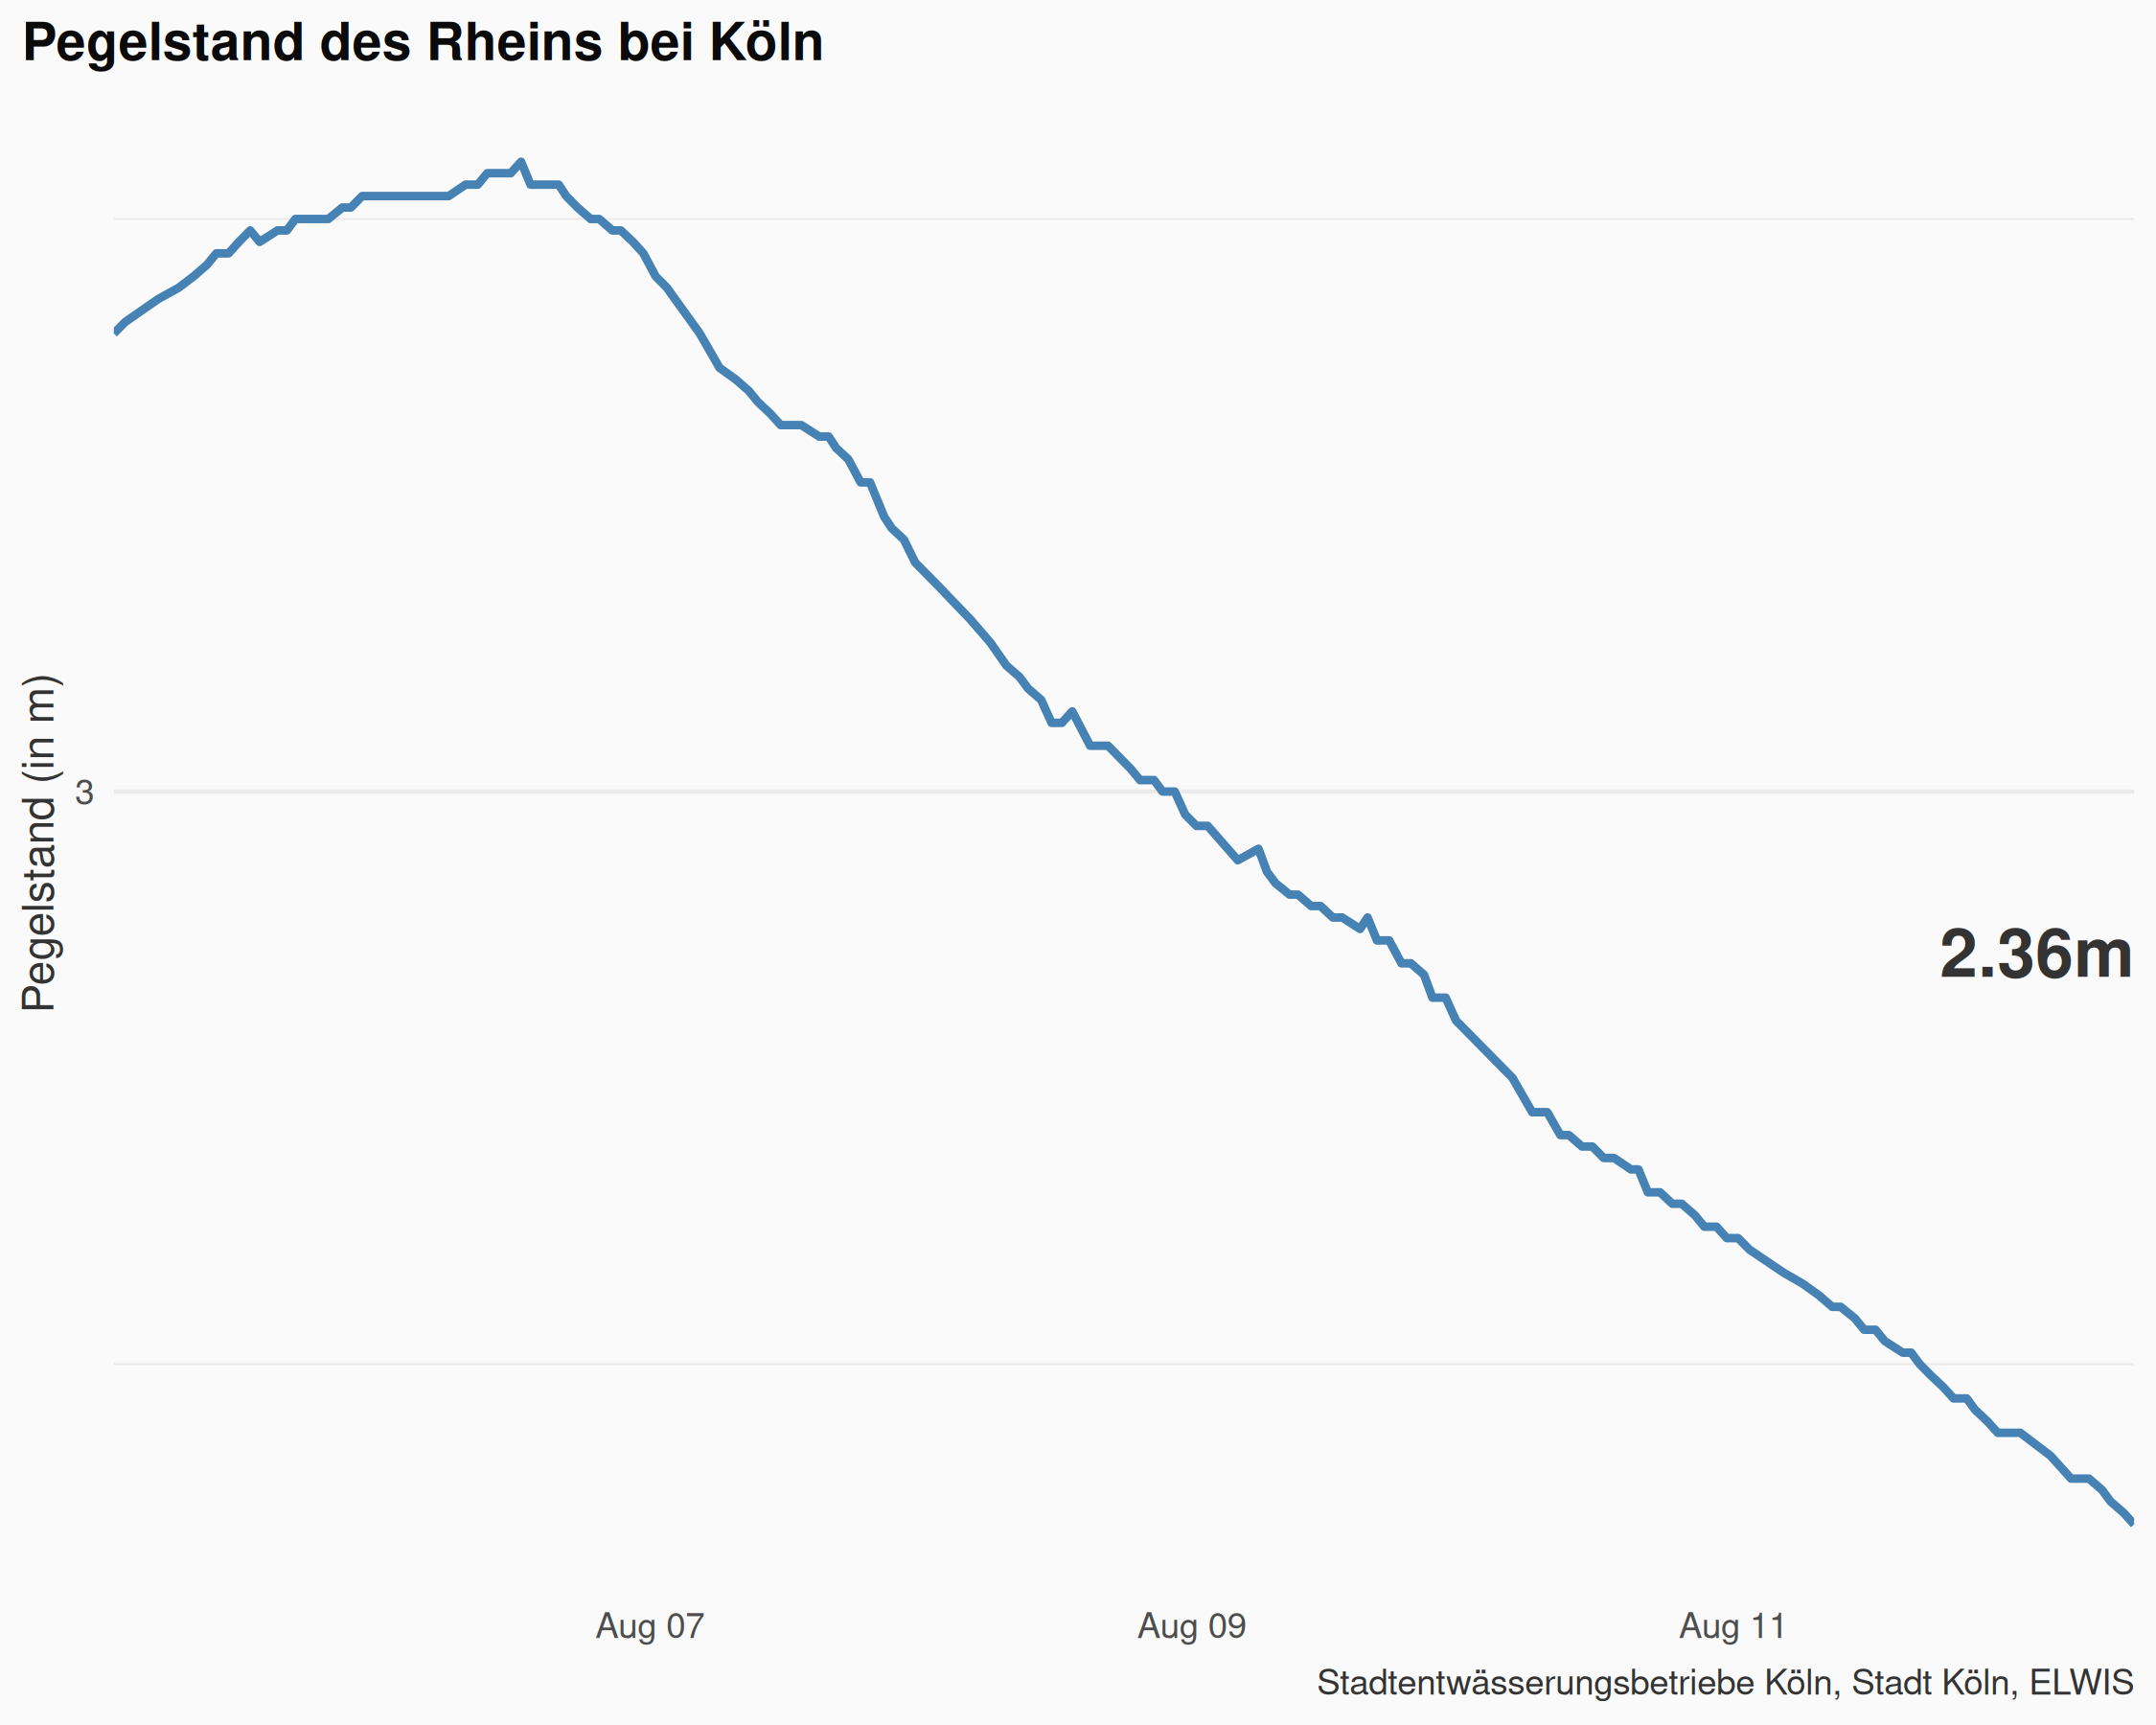 Pegelstand des Rheins bei Köln
Pegelstand (in m)
3
2.36m
Aug 07
Aug 09
Aug 11
Stadtentwässerungsbetriebe Köln, Stadt Köln, ELWIS